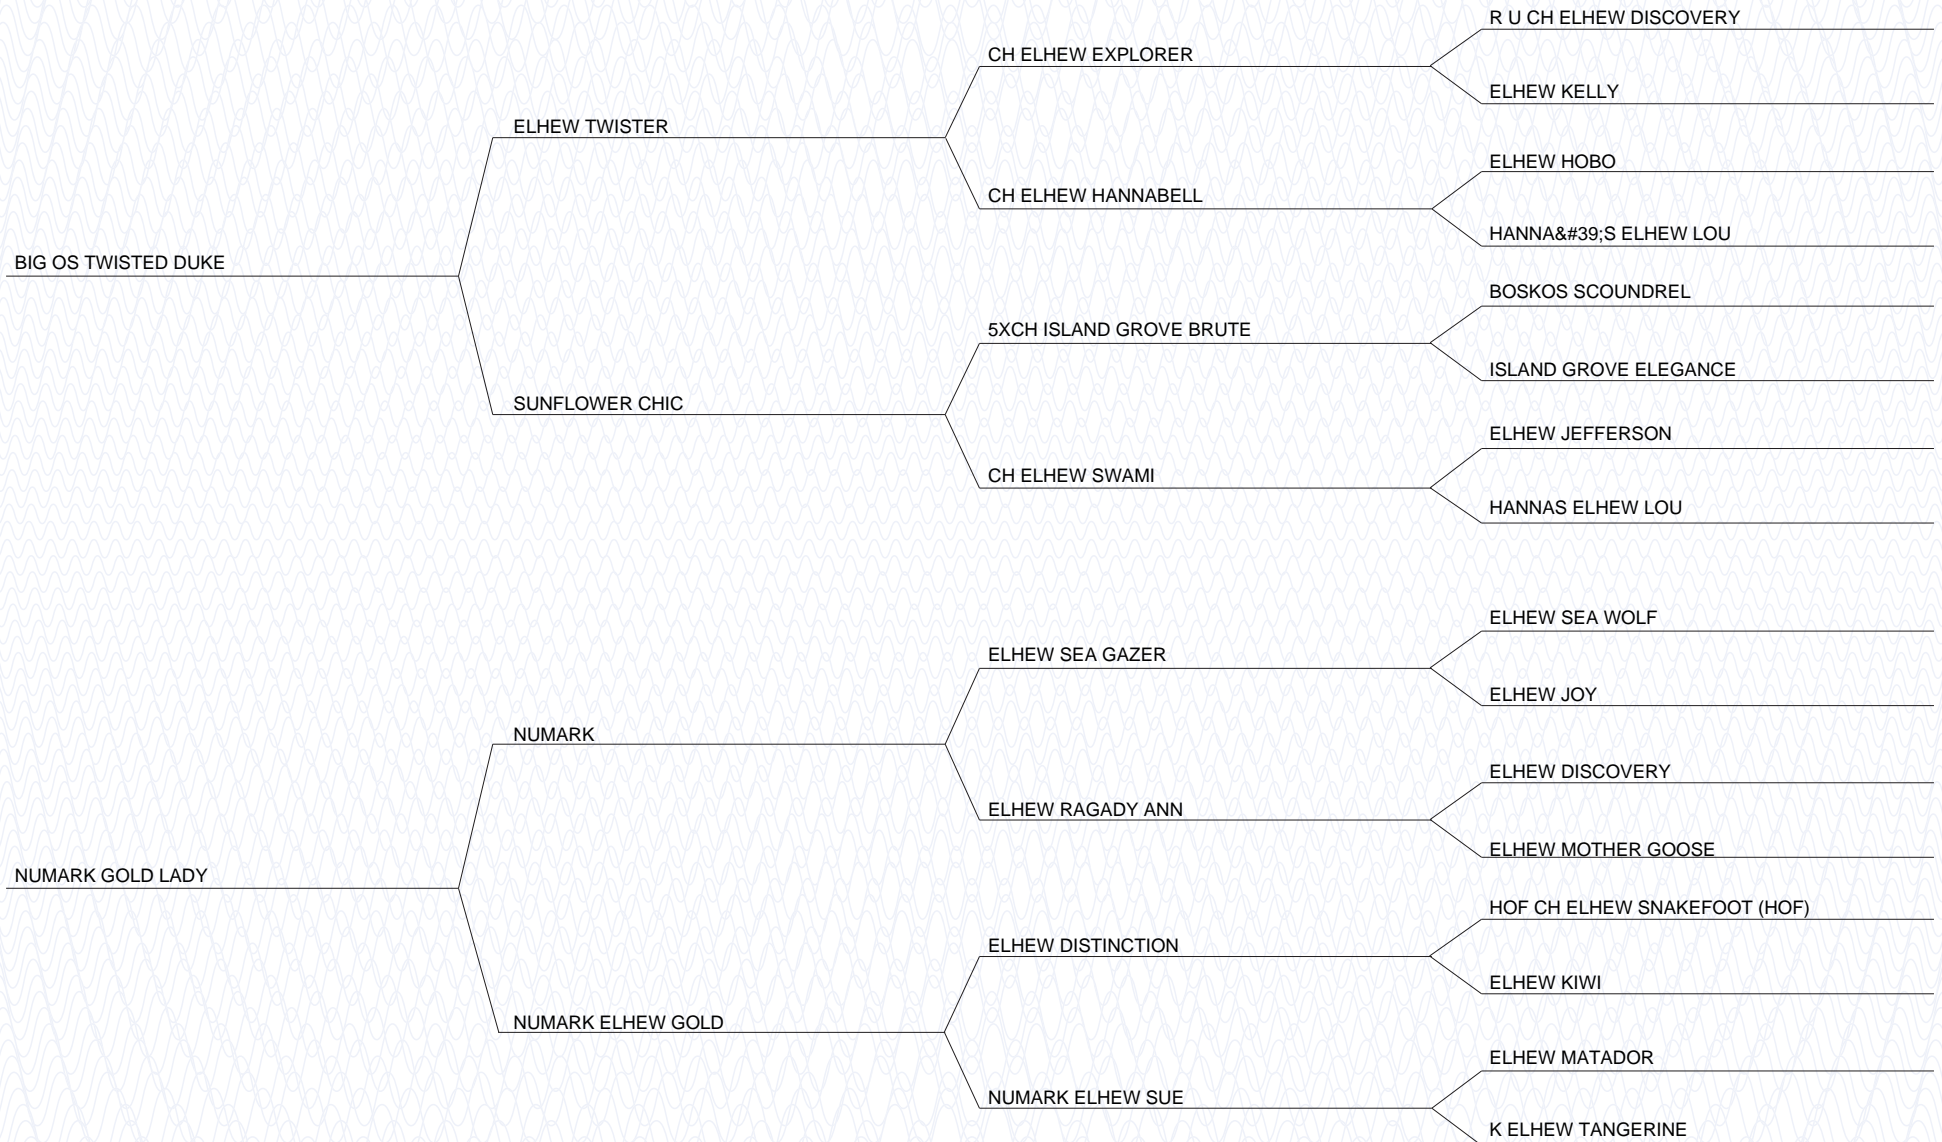 R U CH ELHEW DISCOVERY
CH ELHEW EXPLORER
ELHEW KELLY
ELHEW TWISTER
ELHEW HOBO
CH ELHEW HANNABELL
HANNA&#39;S ELHEW LOU
BIG OS TWISTED DUKE
BOSKOS SCOUNDREL
5XCH ISLAND GROVE BRUTE
ISLAND GROVE ELEGANCE
SUNFLOWER CHIC
ELHEW JEFFERSON
CH ELHEW SWAMI
HANNAS ELHEW LOU
ELHEW SEA WOLF
ELHEW SEA GAZER
ELHEW JOY
NUMARK
ELHEW DISCOVERY
ELHEW RAGADY ANN
ELHEW MOTHER GOOSE
NUMARK GOLD LADY
HOF CH ELHEW SNAKEFOOT (HOF)
ELHEW DISTINCTION
ELHEW KIWI
NUMARK ELHEW GOLD
ELHEW MATADOR
NUMARK ELHEW SUE
K ELHEW TANGERINE